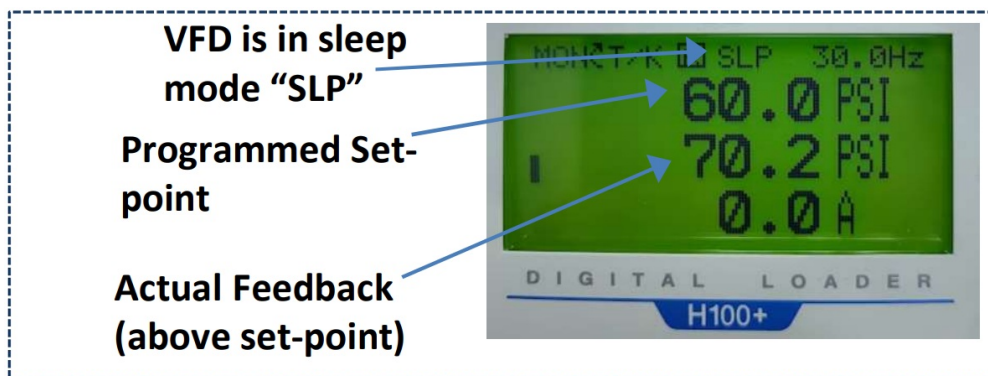 VFD is in sleep
mode “SLP”
Programmed Set-
point
Actual Feedback
(above set-point)
MON T/K SLP 30.0Hz
60.0 PSI
70.2 PSI
0.0 A
DIGITAL LOADER
H100+